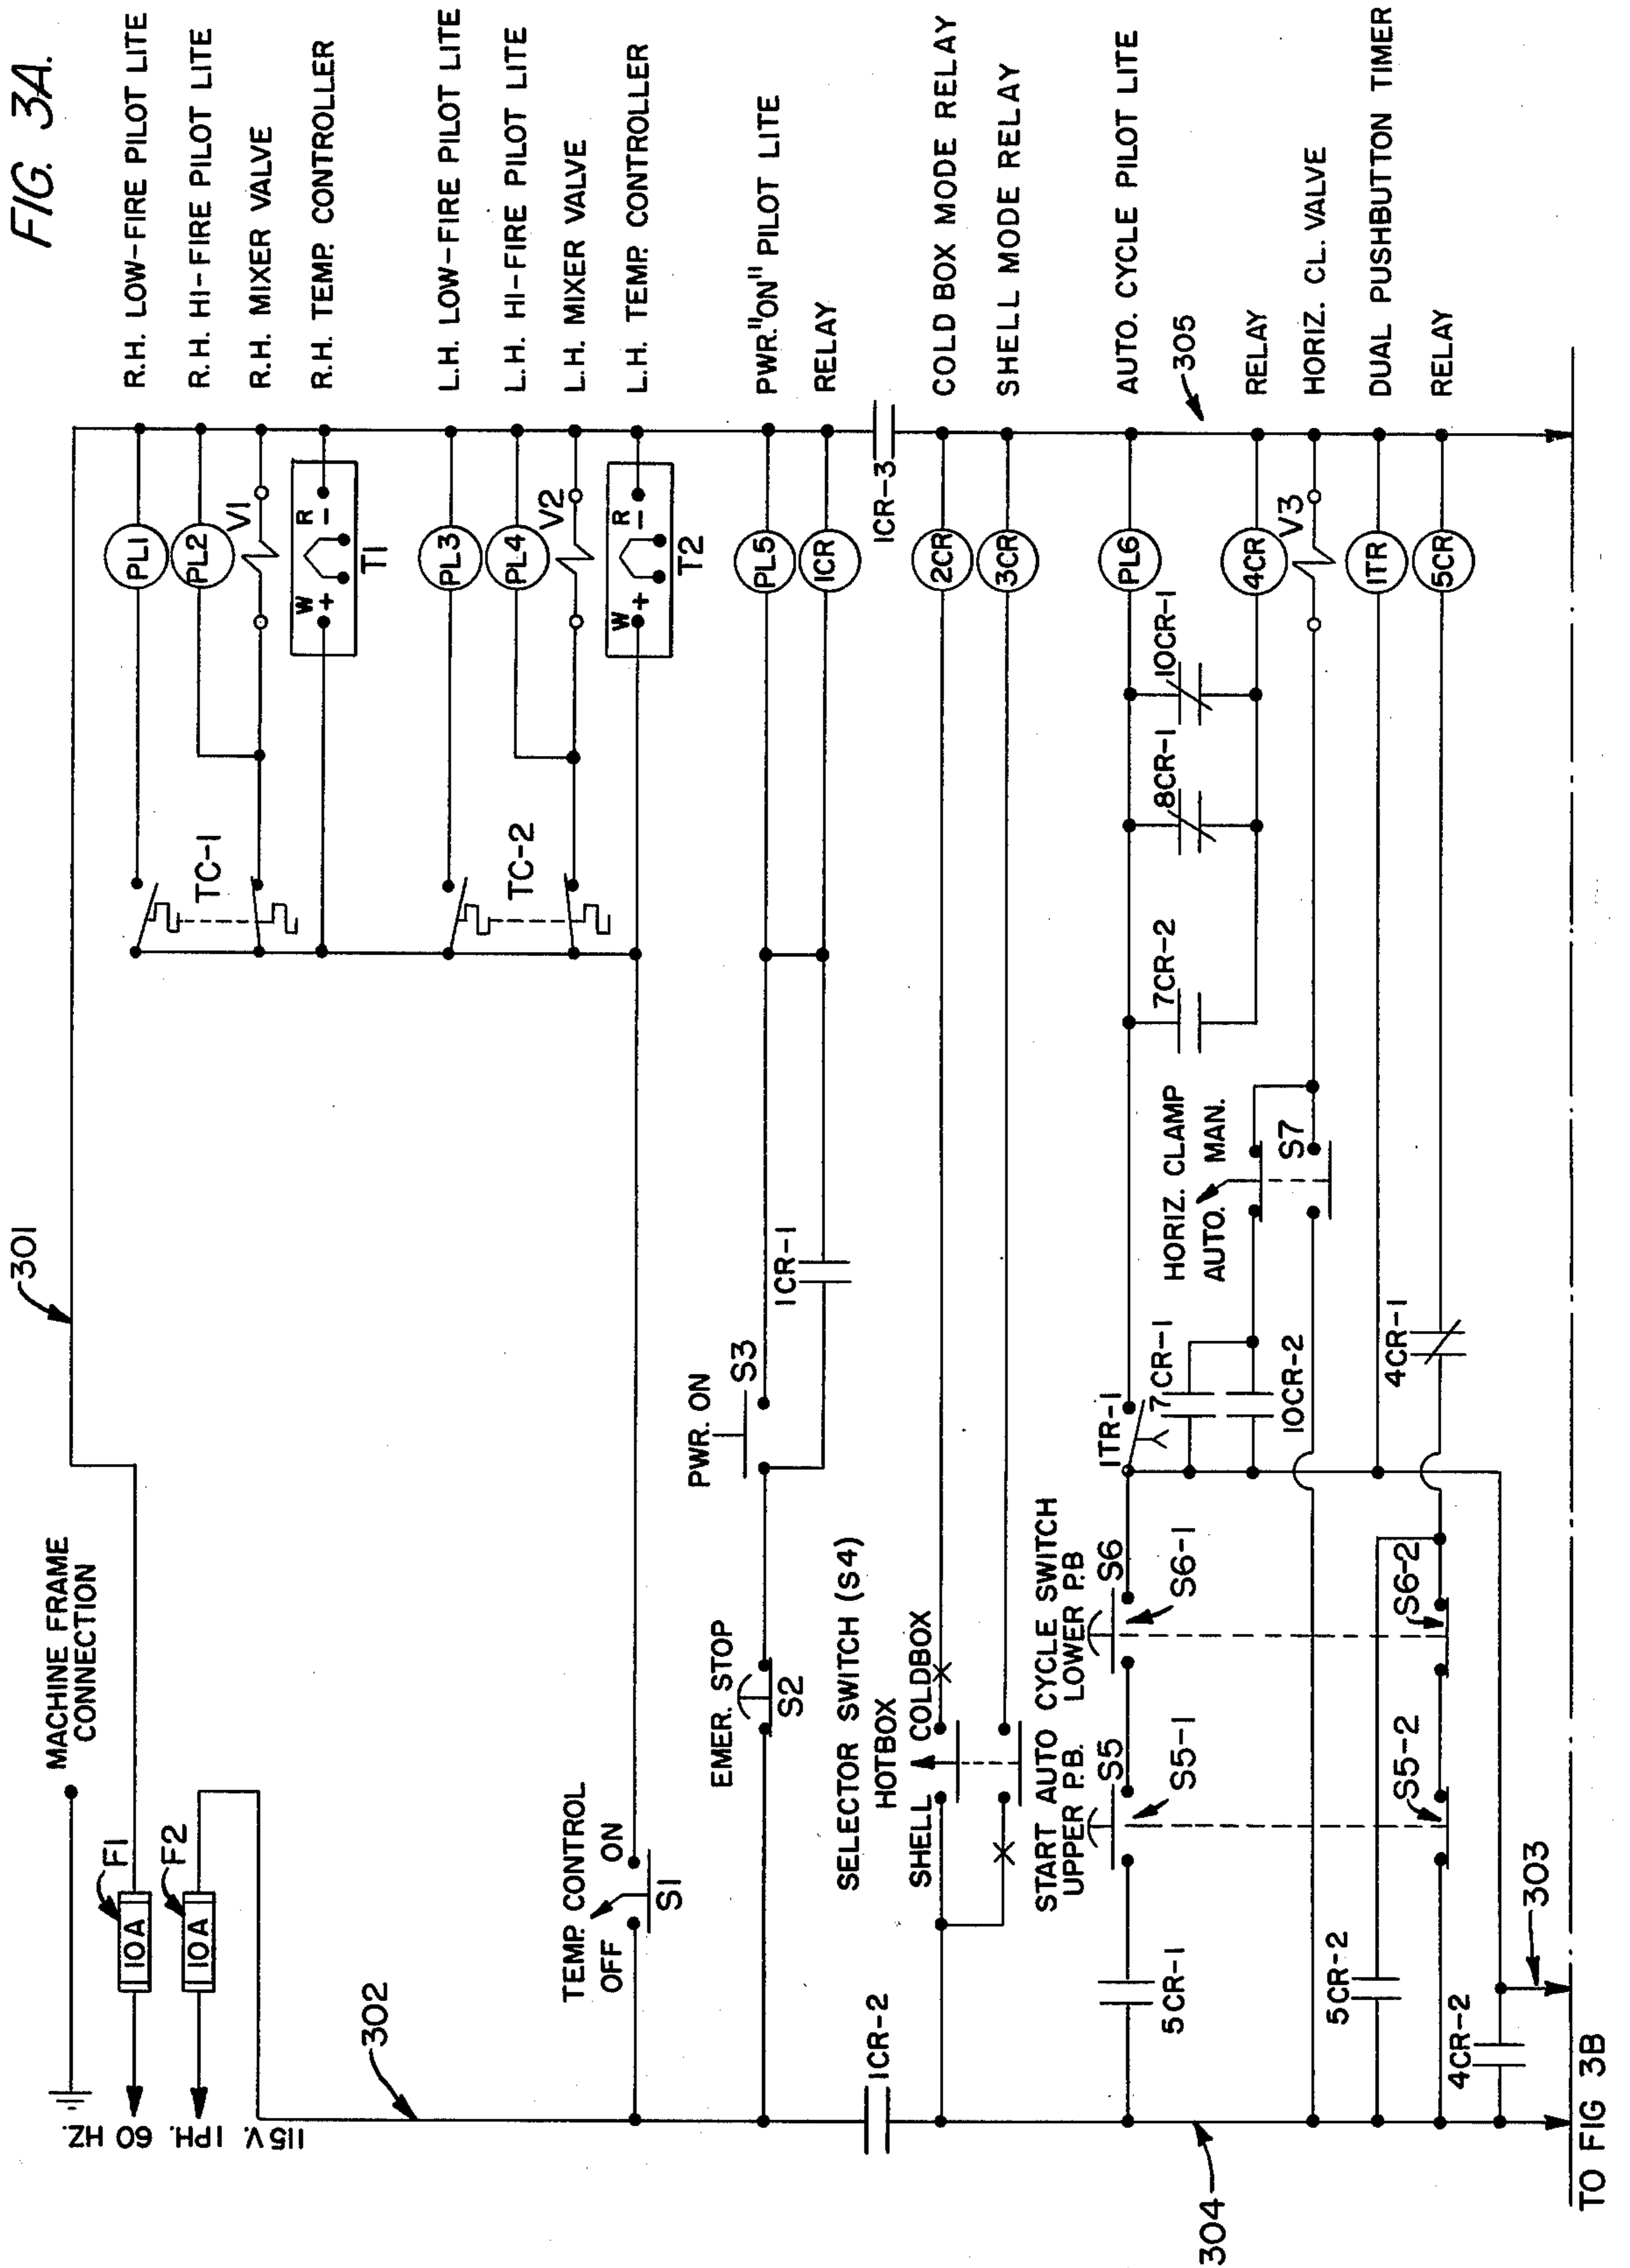 FIG. 3A.
MACHINE FRAME
CONNECTION
301
F1
10A
F2
10A
115V. 1PH. 60 HZ.
302
PL1
R.H. LOW-FIRE PILOT LITE
PL2
R.H. HI-FIRE PILOT LITE
TC-1
V1
R.H. MIXER VALVE
W R
+ -
T1
R.H. TEMP. CONTROLLER
PL3
L.H. LOW-FIRE PILOT LITE
PL4
L.H. HI-FIRE PILOT LITE
TC-2
V2
L.H. MIXER VALVE
TEMP. CONTROL
OFF ON
S1
W R
+ -
T2
L.H. TEMP. CONTROLLER
EMER. STOP
S2
PWR. ON
S3
PL5
PWR."ON" PILOT LITE
1CR-1
1CR
RELAY
1CR-2
1CR-3
SELECTOR SWITCH (S4)
HOTBOX
SHELL COLDBOX
2CR
COLD BOX MODE RELAY
3CR
SHELL MODE RELAY
START AUTO CYCLE SWITCH
UPPER P.B. LOWER P.B
S5 S6
5CR-1
S5-1
S6-1
1TR-1
PL6
AUTO. CYCLE PILOT LITE
304
305
7CR-1
7CR-2
8CR-1
10CR-1
HORIZ. CLAMP
AUTO. MAN.
4CR
RELAY
10CR-2
S7
V3
HORIZ. CL. VALVE
5CR-2
1TR
DUAL PUSHBUTTON TIMER
S5-2
S6-2
4CR-1
5CR
RELAY
4CR-2
303
TO FIG 3B